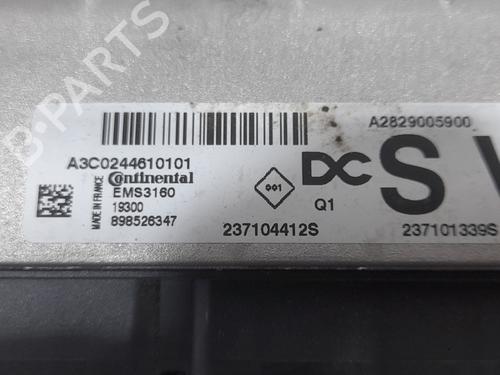 B-PARTS
A2829005900
A3C0244610101
Continental
EMS3160
19300
898526347
MADE IN FRANCE
001
DC S
Q1
237104412S
237101339S